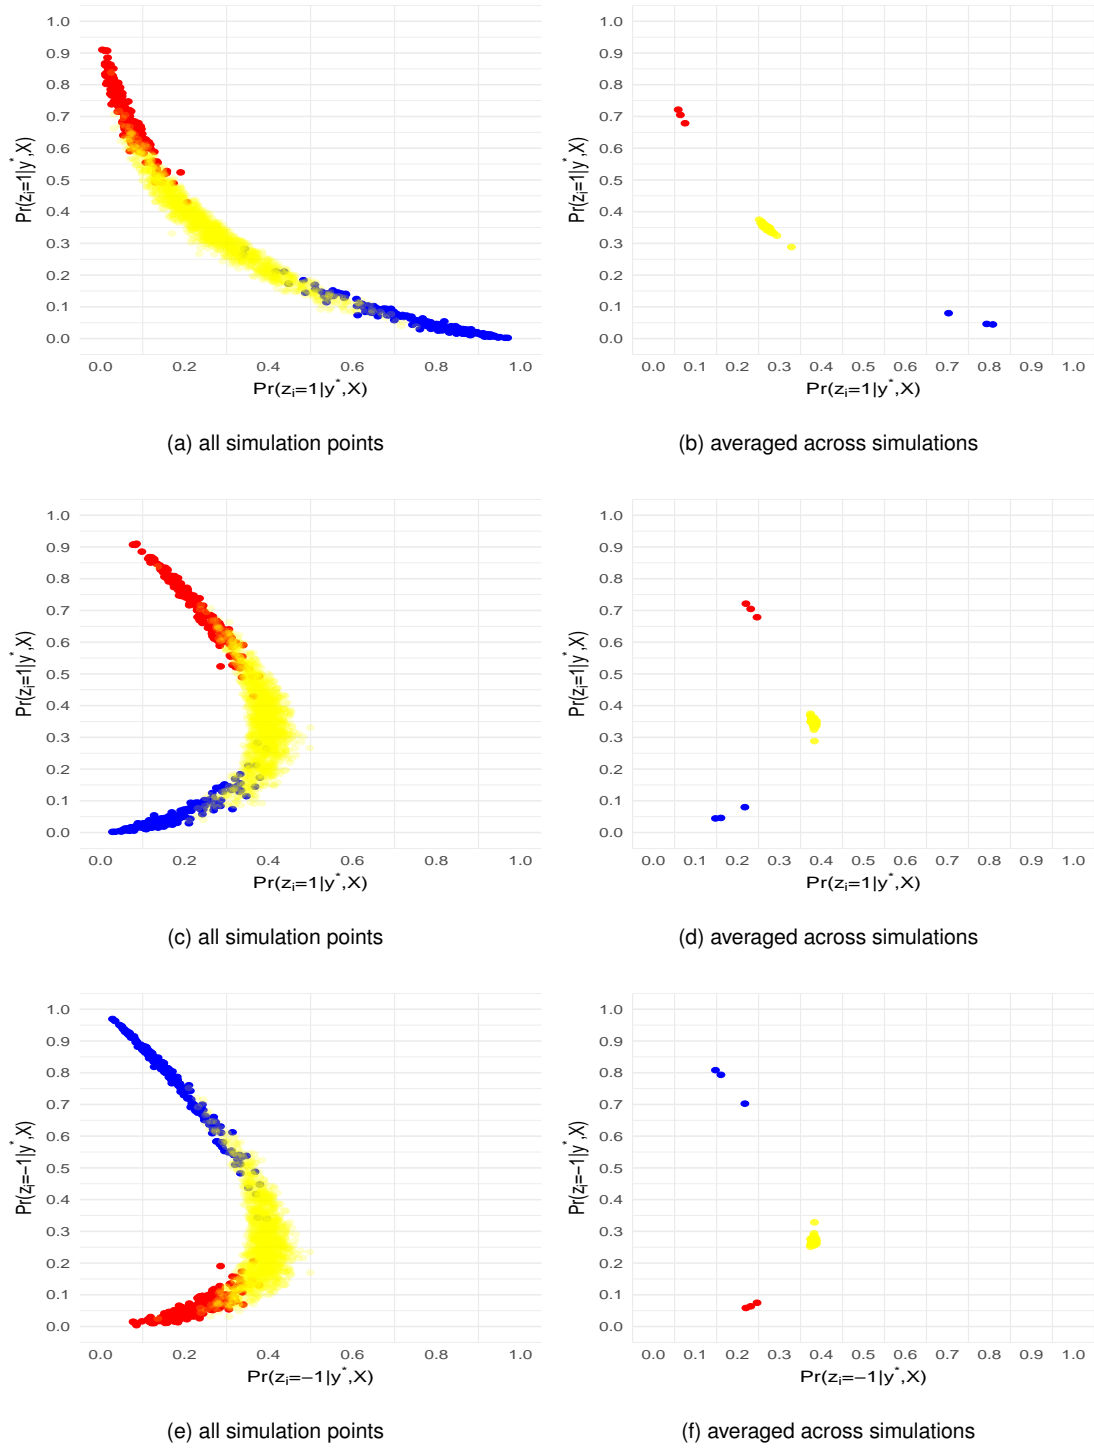 1.0 1.0
0.9 0.9
0.8 0.8
0.7 0.7
0.6 0.6
0.5 0.5
0.4 0.4
0.3 0.3
0.2 0.2
0.1 0.1
0.0 0.0
Pr(zᵢ=1|y*,X) Pr(zᵢ=1|y*,X)
0.0 0.2 0.4 0.6 0.8 1.0 0.0 0.1 0.2 0.3 0.4 0.5 0.6 0.7 0.8 0.9 1.0
Pr(zᵢ=1|y*,X) Pr(zᵢ=1|y*,X)
(a) all simulation points (b) averaged across simulations
1.0 1.0
0.9 0.9
0.8 0.8
0.7 0.7
0.6 0.6
0.5 0.5
0.4 0.4
0.3 0.3
0.2 0.2
0.1 0.1
0.0 0.0
Pr(zᵢ=1|y*,X) Pr(zᵢ=1|y*,X)
0.0 0.2 0.4 0.6 0.8 1.0 0.0 0.1 0.2 0.3 0.4 0.5 0.6 0.7 0.8 0.9 1.0
Pr(zᵢ=1|y*,X) Pr(zᵢ=1|y*,X)
(c) all simulation points (d) averaged across simulations
1.0 1.0
0.9 0.9
0.8 0.8
0.7 0.7
0.6 0.6
0.5 0.5
0.4 0.4
0.3 0.3
0.2 0.2
0.1 0.1
0.0 0.0
Pr(zᵢ=−1|y*,X) Pr(zᵢ=−1|y*,X)
0.0 0.2 0.4 0.6 0.8 1.0 0.0 0.1 0.2 0.3 0.4 0.5 0.6 0.7 0.8 0.9 1.0
Pr(zᵢ=−1|y*,X) Pr(zᵢ=−1|y*,X)
(e) all simulation points (f) averaged across simulations